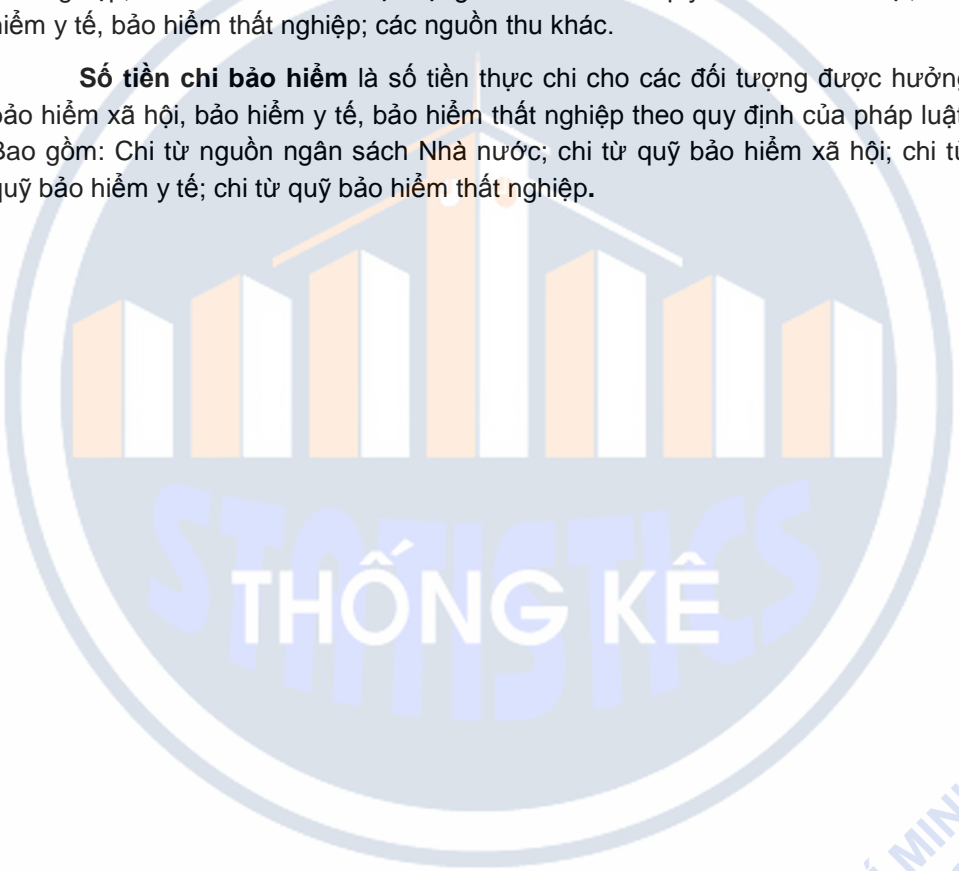 hiểm y tế, bảo hiểm thất nghiệp; các nguồn thu khác.
Số tiền chi bảo hiểm là số tiền thực chi cho các đối tượng được hưởng
bảo hiểm xã hội, bảo hiểm y tế, bảo hiểm thất nghiệp theo quy định của pháp luật
Bao gồm: Chi từ nguồn ngân sách Nhà nước; chi từ quỹ bảo hiểm xã hội; chi từ
quỹ bảo hiểm y tế; chi từ quỹ bảo hiểm thất nghiệp.
STATISTICS
THỐNG KÊ
MINH